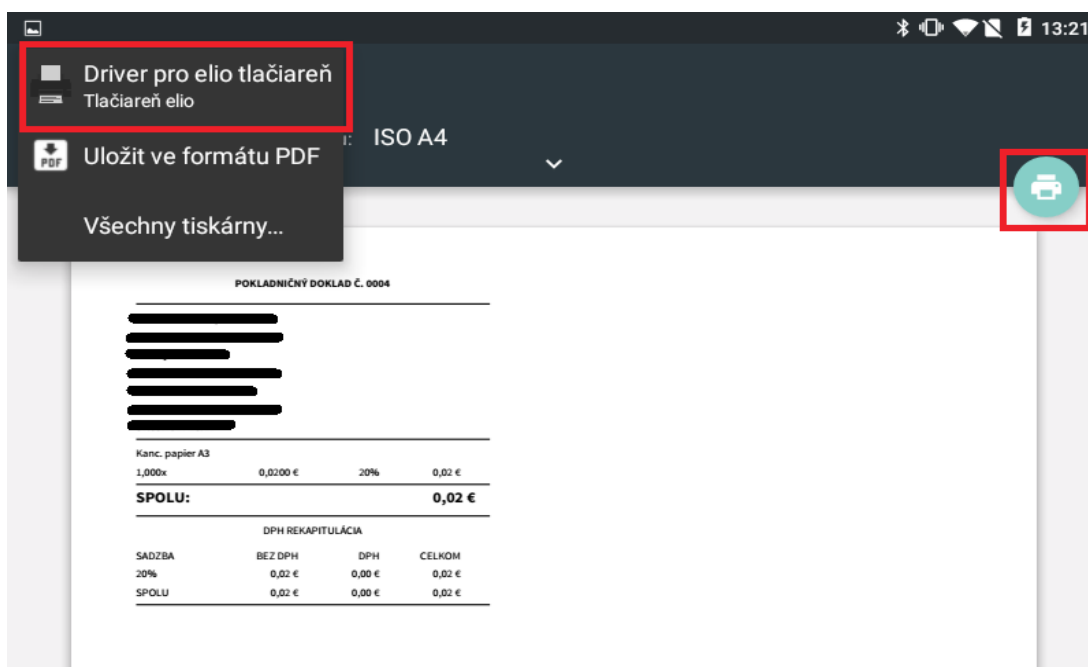 13:21
Driver pro elio tlačiareň
Tlačiareň elio
ISO A4
PDF
Uložit ve formátu PDF
Všechny tiskárny...
POKLADNIČNÝ DOKLAD Č. 0004
Kanc. papier A3
1,000x 0,0200 € 20% 0,02 €
SPOLU: 0,02 €
DPH REKAPITULÁCIA
SADZBA BEZ DPH DPH CELKOM
20% 0,02 € 0,00 € 0,02 €
SPOLU 0,02 € 0,00 € 0,02 €